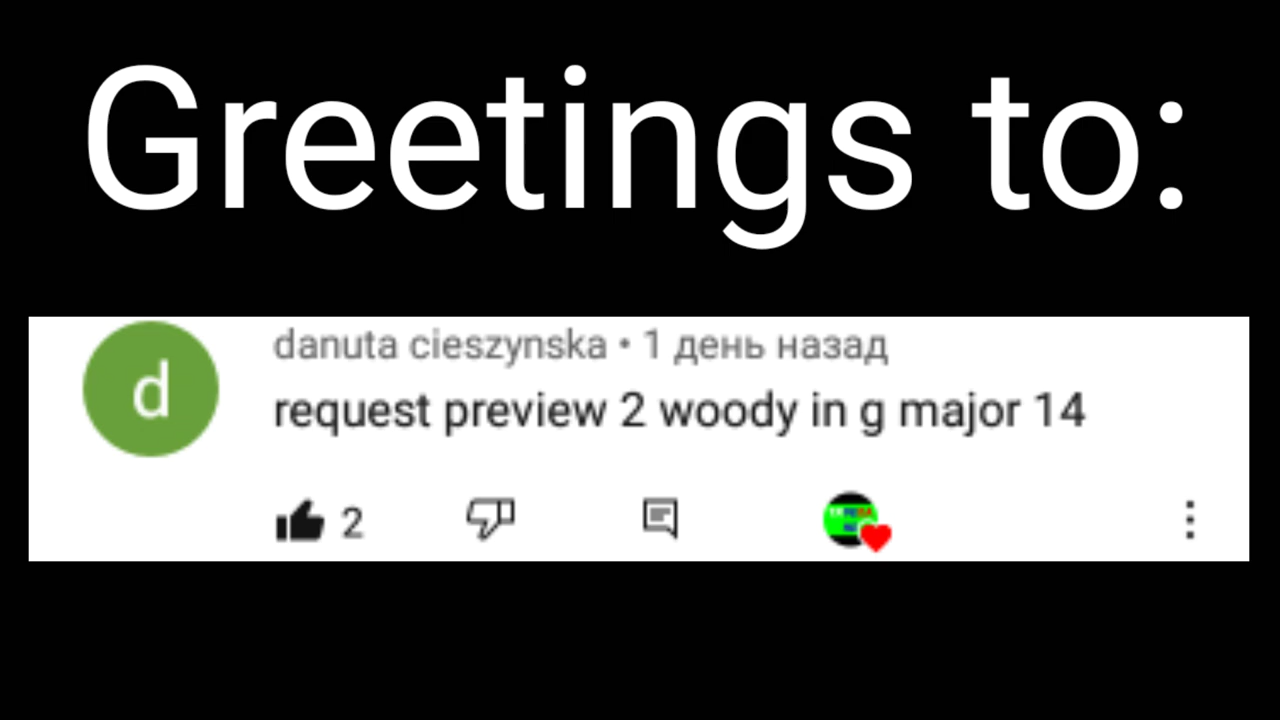 Greetings to:
d
danuta cieszynska • 1 день назад
request preview 2 woody in g major 14
2